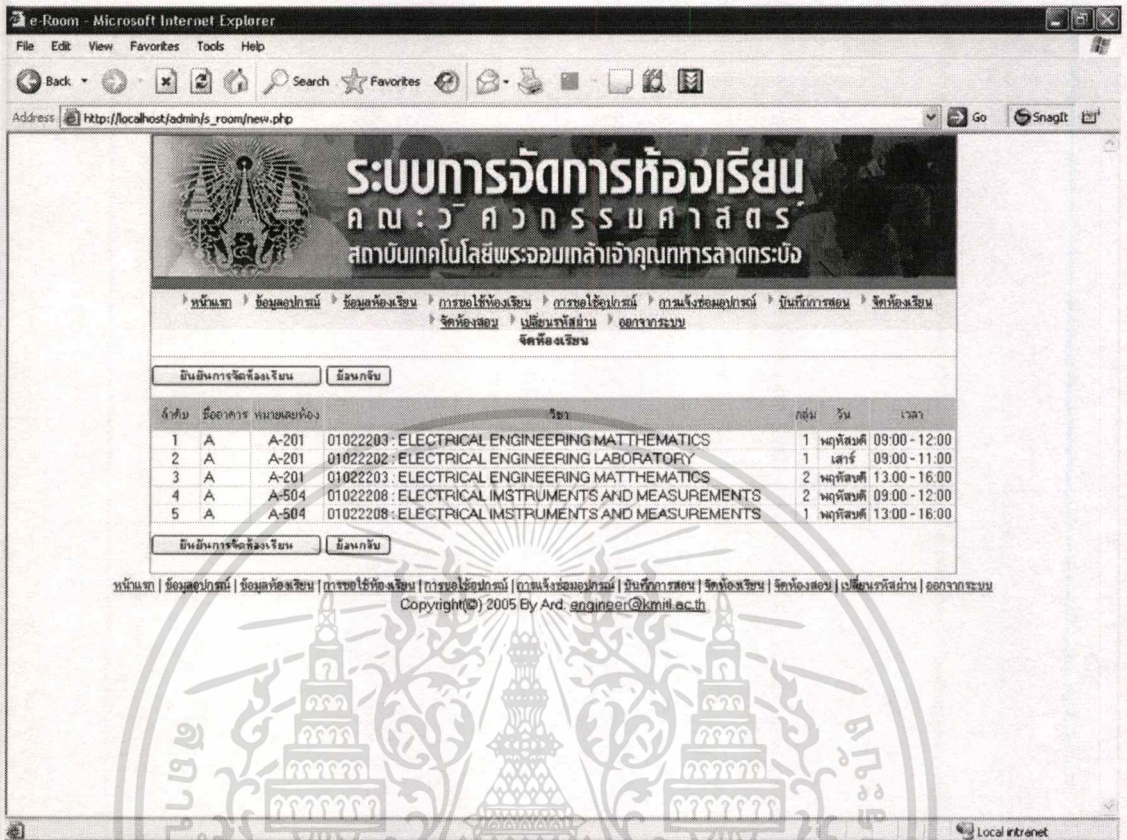 e-Room - Microsoft Internet Explorer
File Edit View Favorites Tools Help
Back Search Favorites
Address http://localhost/admin/s_room/new.php Go SnagIt
ระบบการจัดการห้องเรียน
คณะวิศวกรรมศาสตร์
สถาบันเทคโนโลยีพระจอมเกล้าเจ้าคุณทหารลาดกระบัง
หน้าแรก ข้อมูลอุปกรณ์ ข้อมูลห้องเรียน การขอใช้ห้องเรียน การขอใช้อุปกรณ์ การแจ้งซ่อมอุปกรณ์ บันทึกการสอน จัดห้องเรียน
จัดห้องสอบ เปลี่ยนรหัสผ่าน ออกจากระบบ
จัดห้องเรียน
ยืนยันการจัดห้องเรียน ย้อนกลับ
ลำดับ ชื่ออาคาร หมายเลขห้อง วิชา กลุ่ม วัน เวลา
1 A A-201 01022203 : ELECTRICAL ENGINEERING MATTHEMATICS 1 พฤหัสบดี 09:00 - 12:00
2 A A-201 01022202 : ELECTRICAL ENGINEERING LABORATORY 1 เสาร์ 09:00 - 11:00
3 A A-201 01022203 : ELECTRICAL ENGINEERING MATTHEMATICS 2 พฤหัสบดี 13:00 - 16:00
4 A A-504 01022208 : ELECTRICAL IMSTRUMENTS AND MEASUREMENTS 2 พฤหัสบดี 09:00 - 12:00
5 A A-504 01022208 : ELECTRICAL IMSTRUMENTS AND MEASUREMENTS 1 พฤหัสบดี 13:00 - 16:00
ยืนยันการจัดห้องเรียน ย้อนกลับ
หน้าแรก | ข้อมูลอุปกรณ์ | ข้อมูลห้องเรียน | การขอใช้ห้องเรียน | การขอใช้อุปกรณ์ | การแจ้งซ่อมอุปกรณ์ | บันทึกการสอน | จัดห้องเรียน | จัดห้องสอบ | เปลี่ยนรหัสผ่าน | ออกจากระบบ
Copyright(©) 2005 By Ard. engineer@kmitl.ac.th
Local intranet